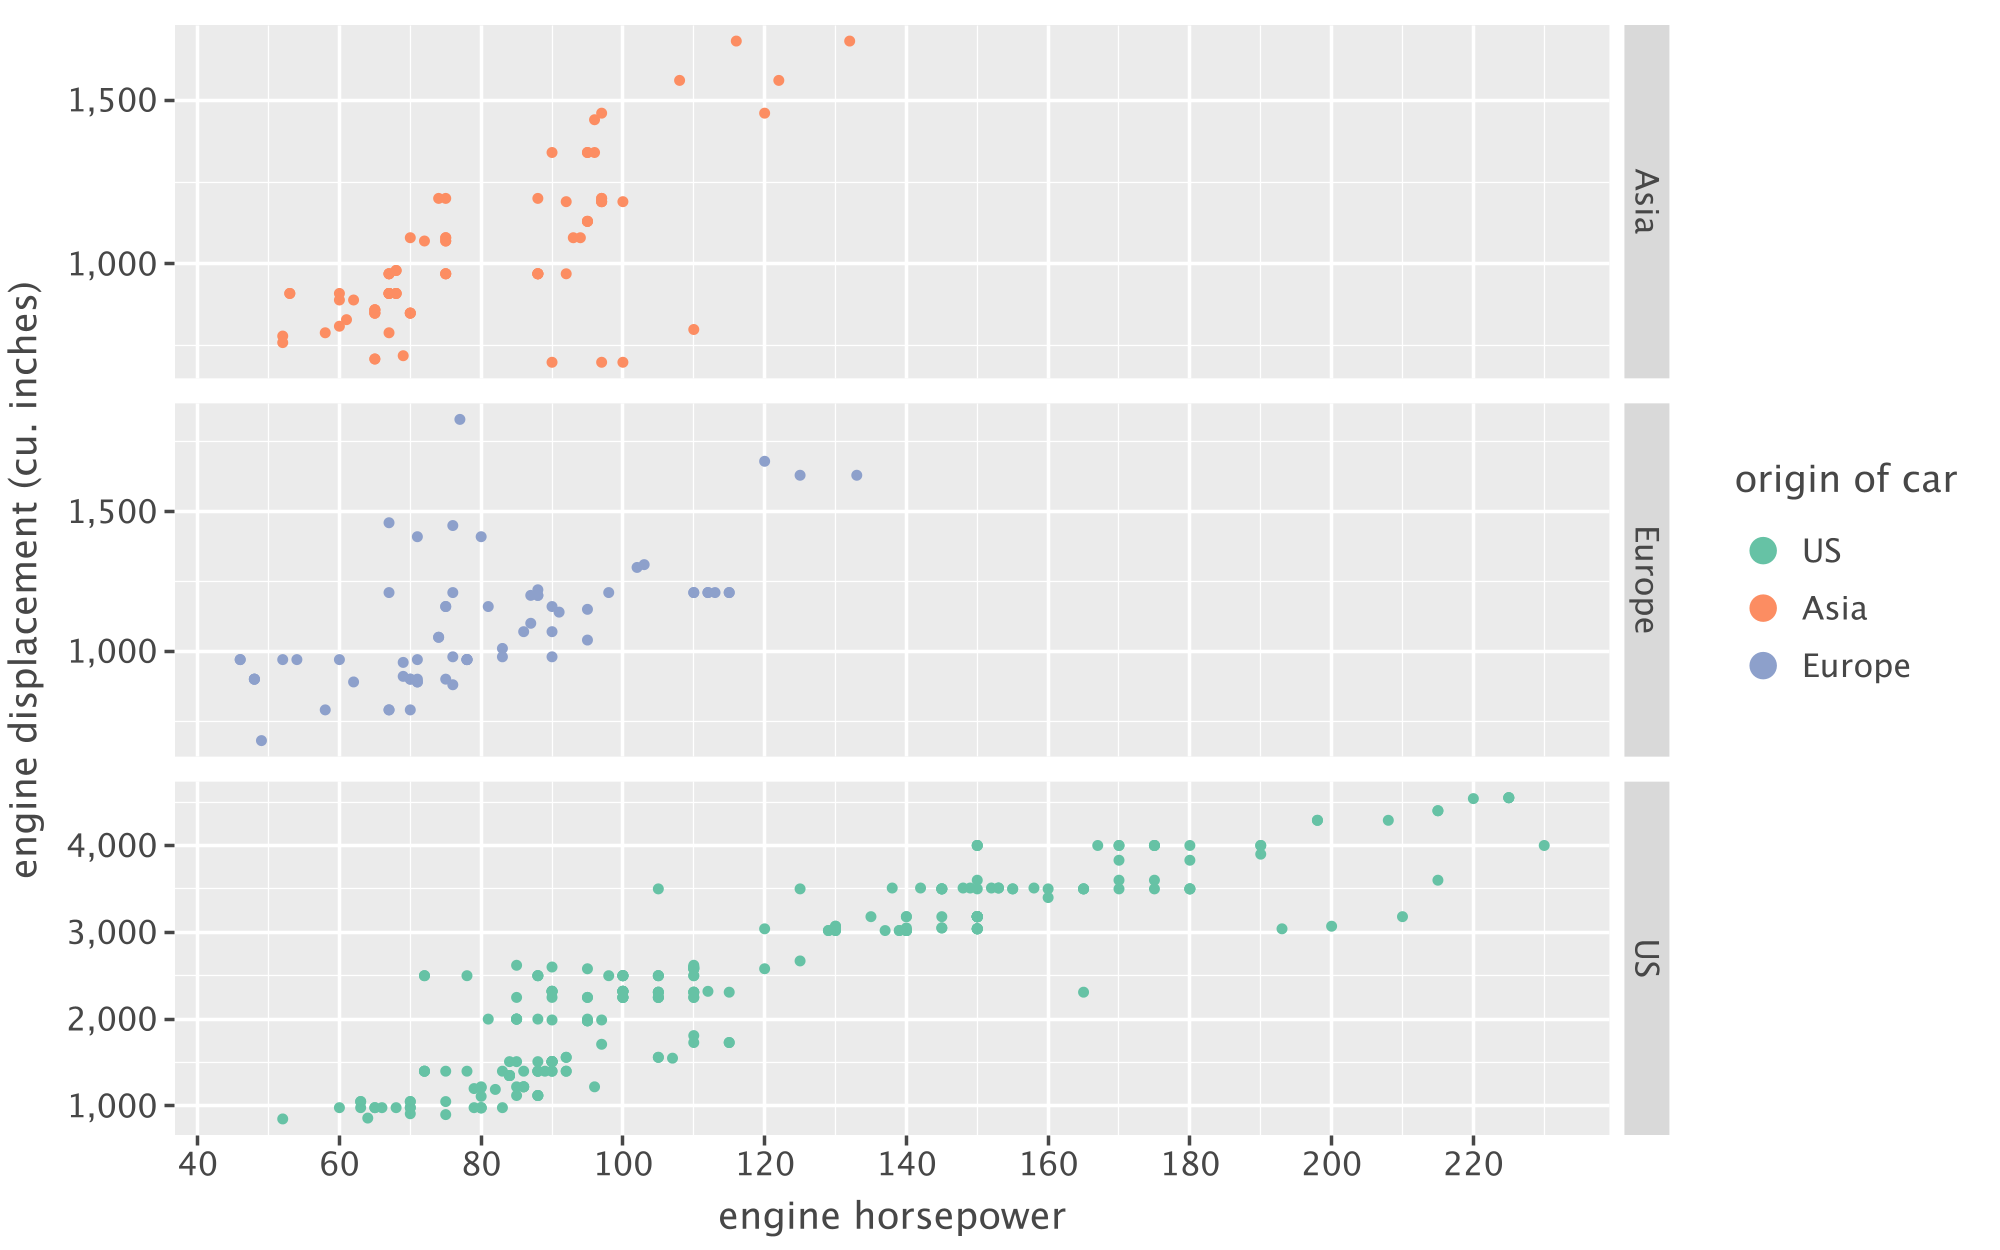 engine displacement (cu. inches)
1,500
1,000
Asia
1,500
1,000
Europe
4,000
3,000
2,000
1,000
US
40 60 80 100 120 140 160 180 200 220
engine horsepower
origin of car
US
Asia
Europe